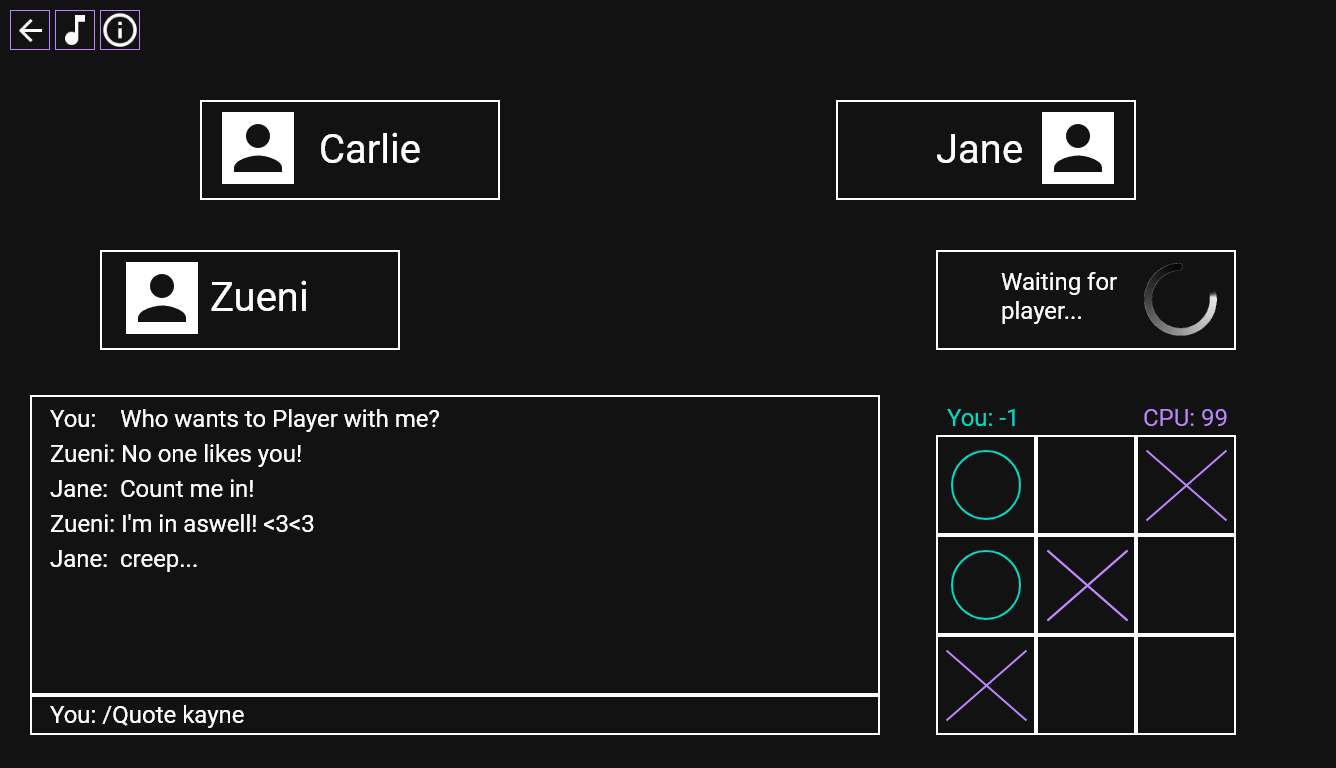 Carlie
Jane
Zueni
Waiting for
player...
You: Who wants to Player with me?
Zueni: No one likes you!
Jane: Count me in!
Zueni: I'm in aswell! <3<3
Jane: creep...
You: /Quote kayne
You: -1
CPU: 99